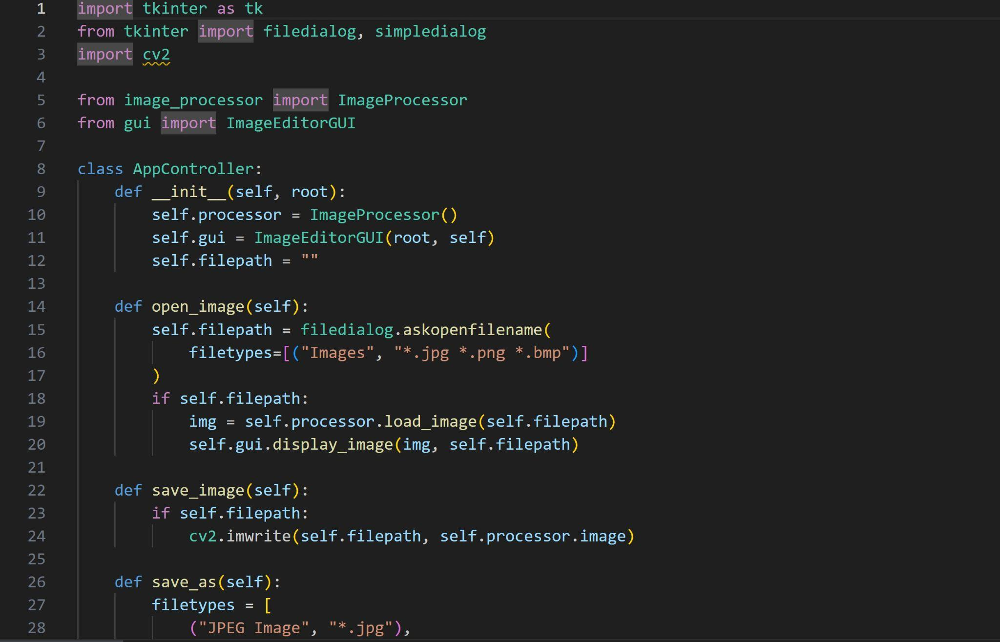 1 import tkinter as tk
2 from tkinter import filedialog, simpledialog
3 import cv2
4
5 from image_processor import ImageProcessor
6 from gui import ImageEditorGUI
7
8 class AppController:
9     def __init__(self, root):
10         self.processor = ImageProcessor()
11         self.gui = ImageEditorGUI(root, self)
12         self.filepath = ""
13
14     def open_image(self):
15         self.filepath = filedialog.askopenfilename(
16             filetypes=[("Images", "*.jpg *.png *.bmp")]
17         )
18         if self.filepath:
19             img = self.processor.load_image(self.filepath)
20             self.gui.display_image(img, self.filepath)
21
22     def save_image(self):
23         if self.filepath:
24             cv2.imwrite(self.filepath, self.processor.image)
25
26     def save_as(self):
27         filetypes = [
28             ("JPEG Image", "*.jpg"),